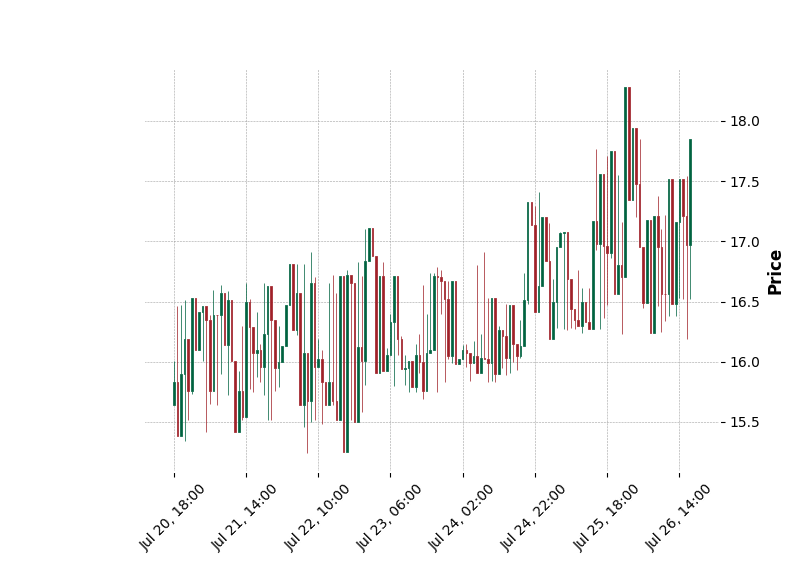 18.0
17.5
17.0
16.5
16.0
15.5
Price
Jul 20, 18:00
Jul 21, 14:00
Jul 22, 10:00
Jul 23, 06:00
Jul 24, 02:00
Jul 24, 22:00
Jul 25, 18:00
Jul 26, 14:00